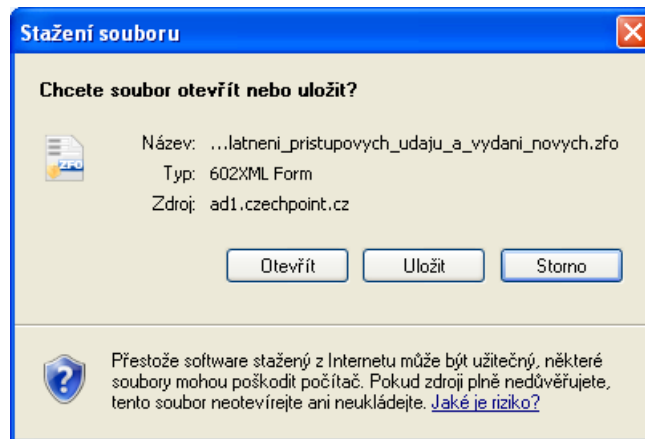 Stažení souboru
Chcete soubor otevřít nebo uložit?
ZFO
Název: ...latneni_pristupovych_udaju_a_vydani_novych.zfo
Typ: 602XML Form
Zdroj: ad1.czechpoint.cz
Otevřít Uložit Storno
Přestože software stažený z Internetu může být užitečný, některé
soubory mohou poškodit počítač. Pokud zdroji plně nedůvěřujete,
tento soubor neotevírejte ani neukládejte. Jaké je riziko?